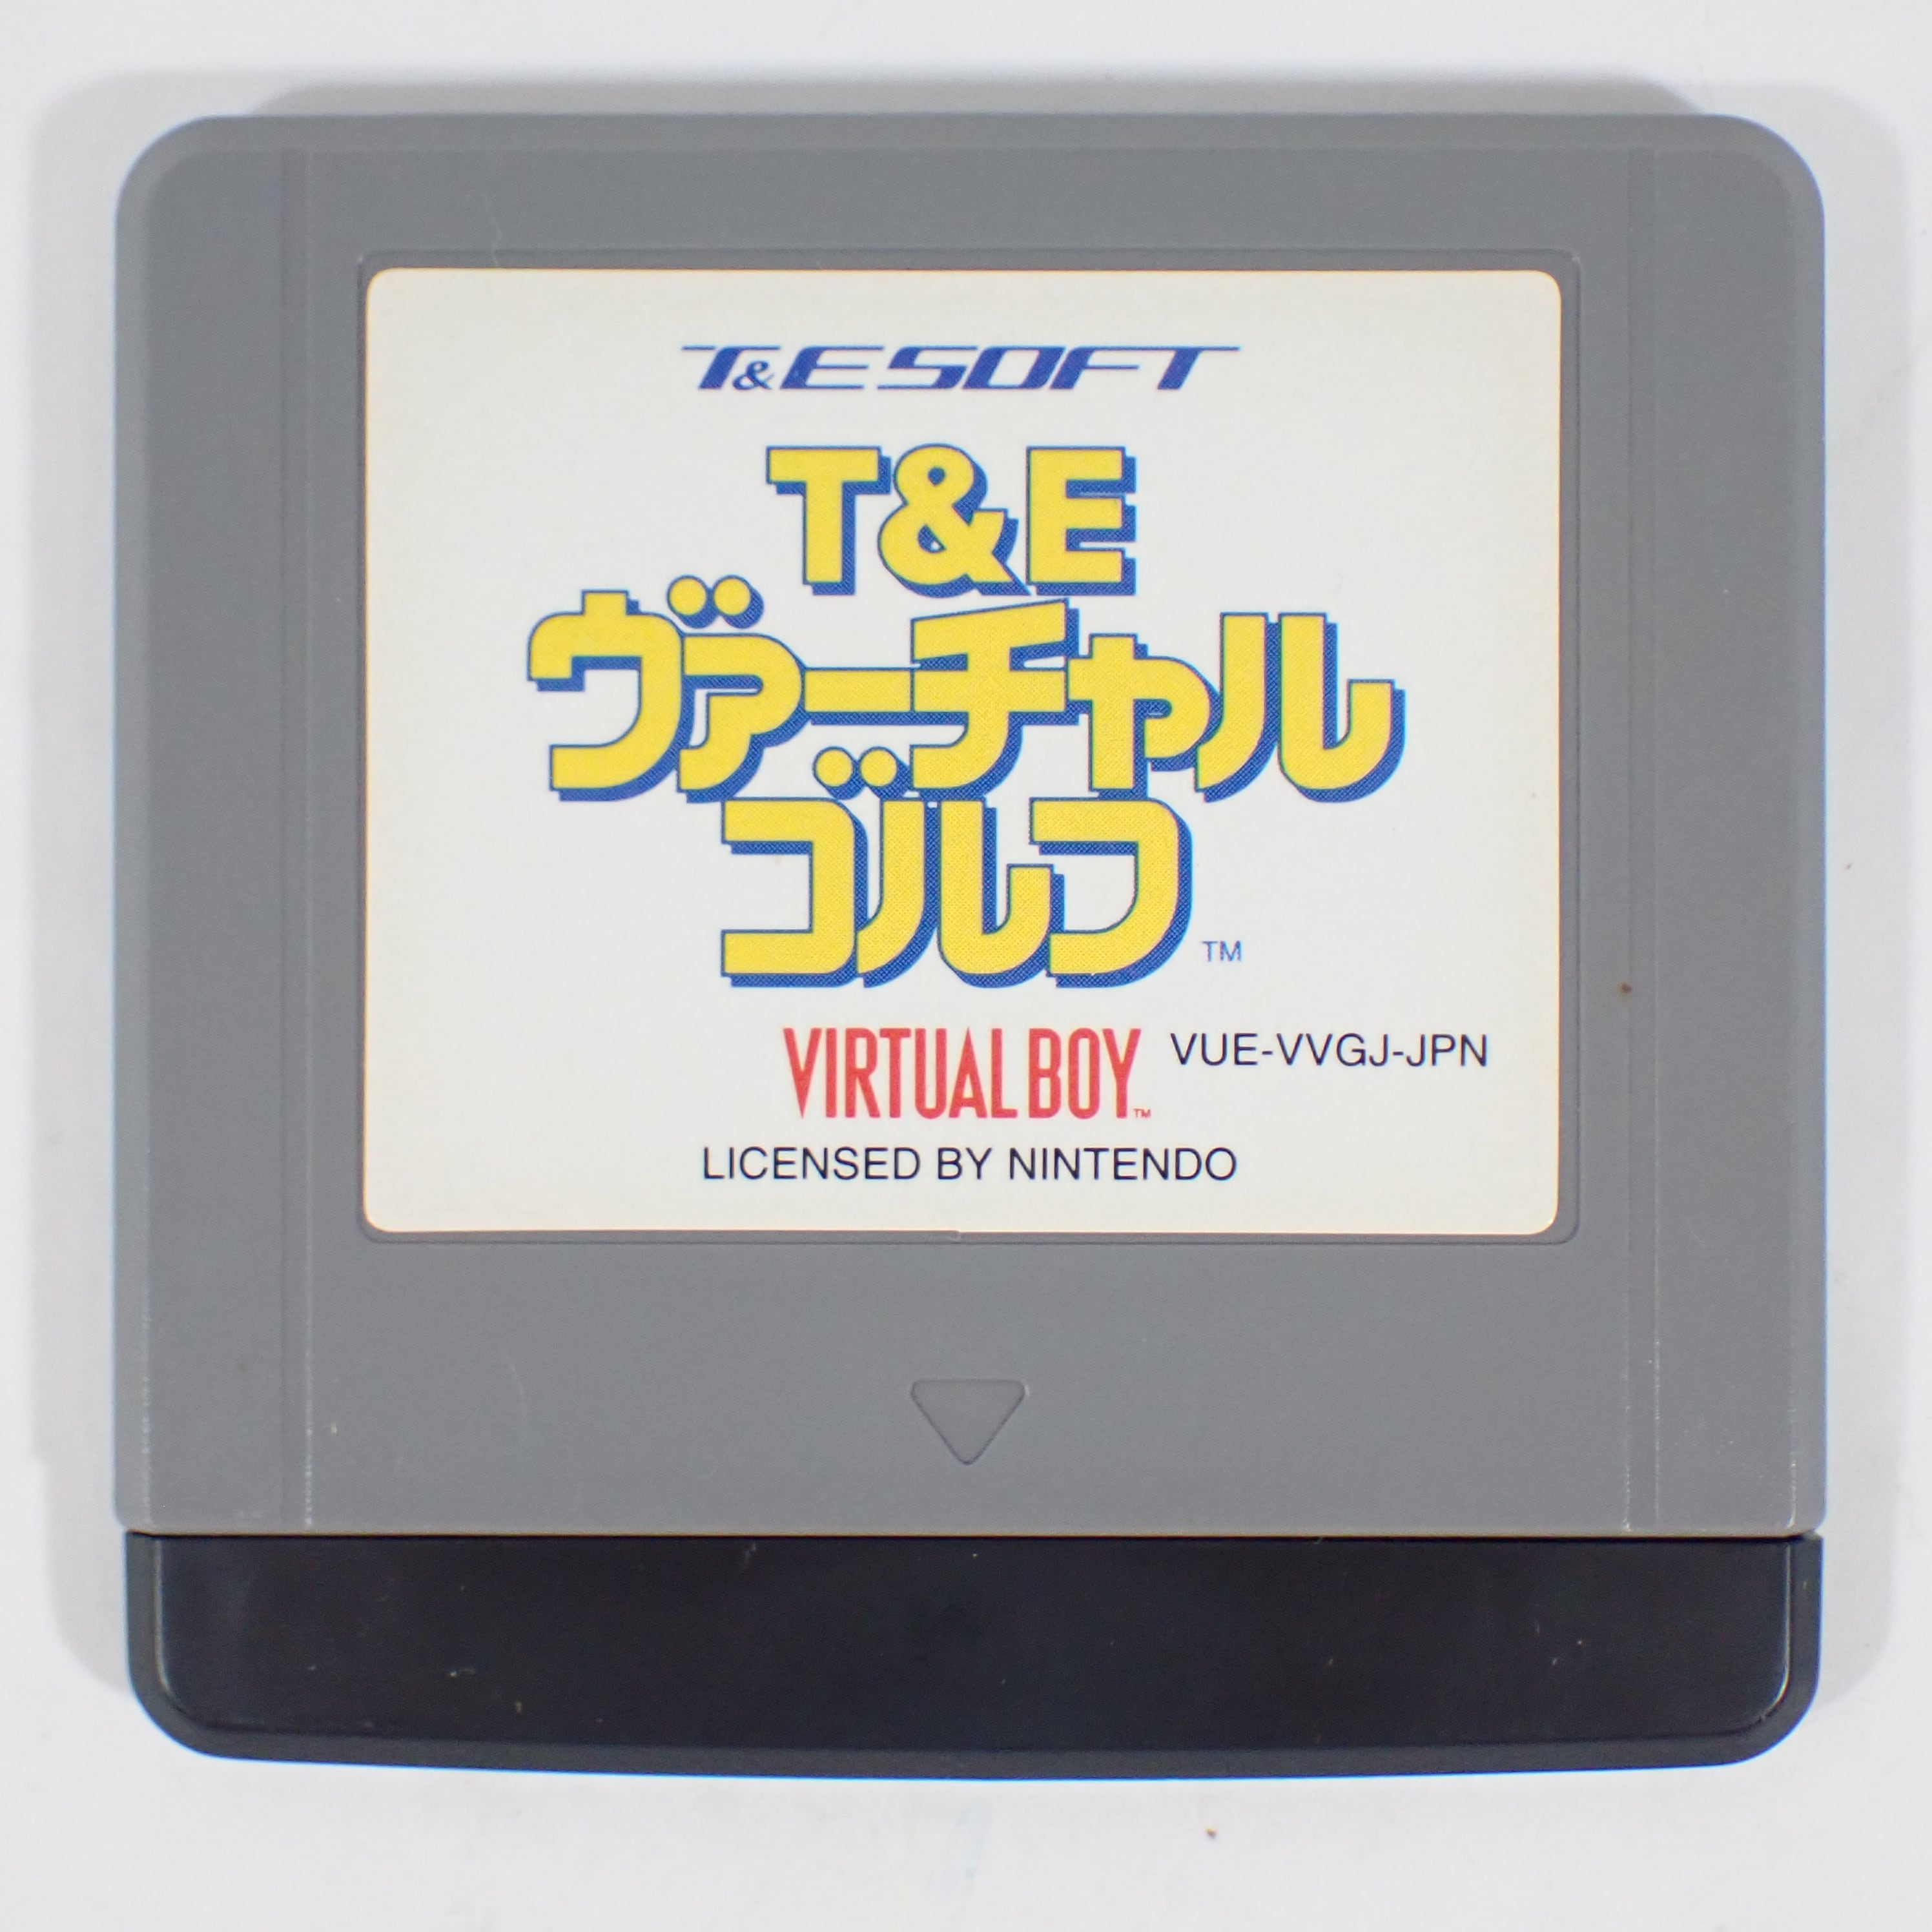 T&E SOFT
T&E
ヴァーチャル
ゴルフ TM
VIRTUAL BOY TM VUE-VVGJ-JPN
LICENSED BY NINTENDO